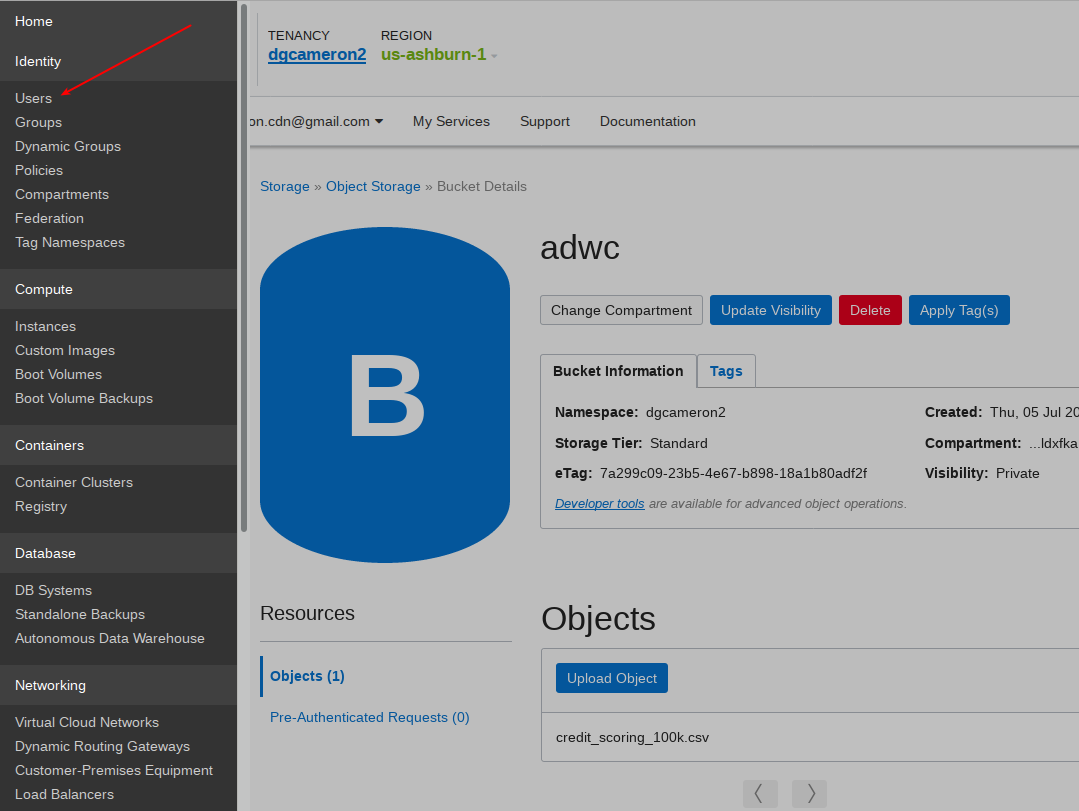 Home
Identity
Users
Groups
Dynamic Groups
Policies
Compartments
Federation
Tag Namespaces
Compute
Instances
Custom Images
Boot Volumes
Boot Volume Backups
Containers
Container Clusters
Registry
Database
DB Systems
Standalone Backups
Autonomous Data Warehouse
Networking
Virtual Cloud Networks
Dynamic Routing Gateways
Customer-Premises Equipment
Load Balancers
TENANCY REGION
dgcameron2 us-ashburn-1
on.cdn@gmail.com My Services Support Documentation
Storage » Object Storage » Bucket Details
B
adwc
Change Compartment Update Visibility Delete Apply Tag(s)
Bucket Information Tags
Namespace: dgcameron2 Created: Thu, 05 Jul 20
Storage Tier: Standard Compartment: ...ldxfka
eTag: 7a299c09-23b5-4e67-b898-18a1b80adf2f Visibility: Private
Developer tools are available for advanced object operations.
Resources
Objects (1)
Pre-Authenticated Requests (0)
Objects
Upload Object
credit_scoring_100k.csv